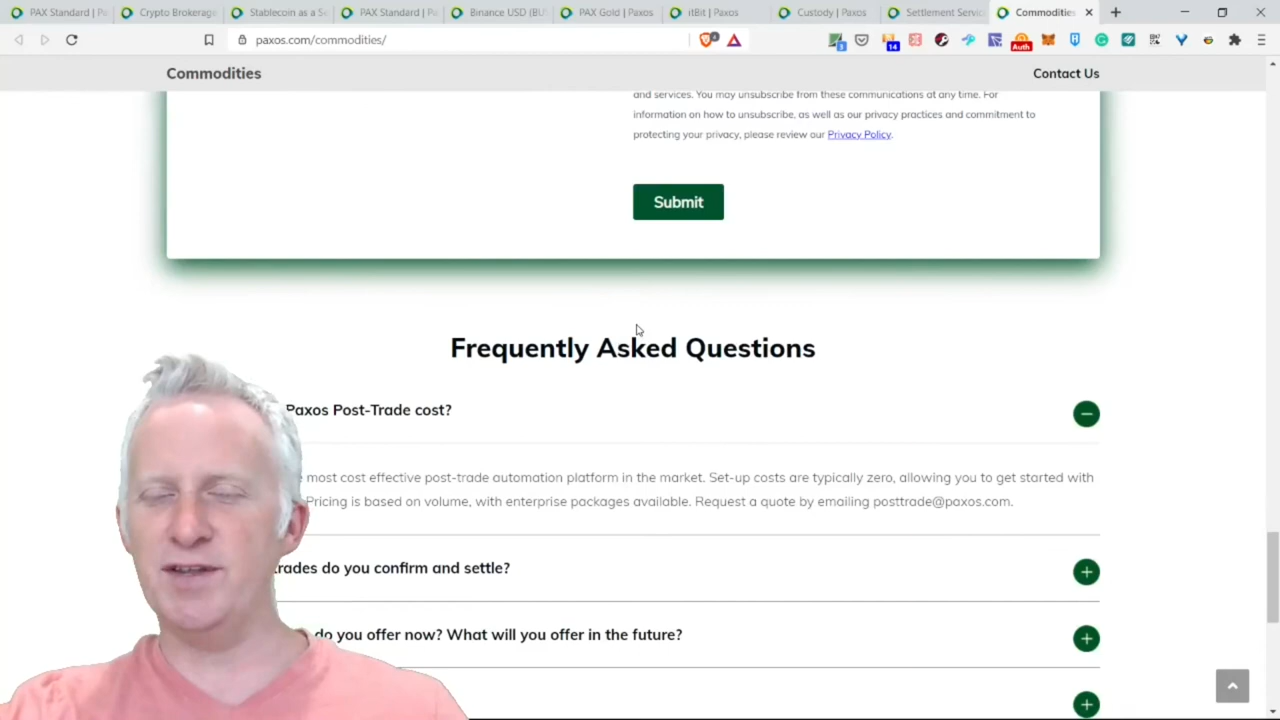 PAX Standard | Pa
Crypto Brokerage
Stablecoin as a Se
PAX Standard | Pa
Binance USD (BUS
PAX Gold | Paxos
itBit | Paxos
Custody | Paxos
Settlement Servic
Commodities
paxos.com/commodities/
14
Auth
Commodities
Contact Us
and services. You may unsubscribe from these communications at any time. For
information on how to unsubscribe, as well as our privacy practices and commitment to
protecting your privacy, please review our Privacy Policy.
Submit
Frequently Asked Questions
Paxos Post-Trade cost?
most cost effective post-trade automation platform in the market. Set-up costs are typically zero, allowing you to get started with
Pricing is based on volume, with enterprise packages available. Request a quote by emailing posttrade@paxos.com.
trades do you confirm and settle?
do you offer now? What will you offer in the future?